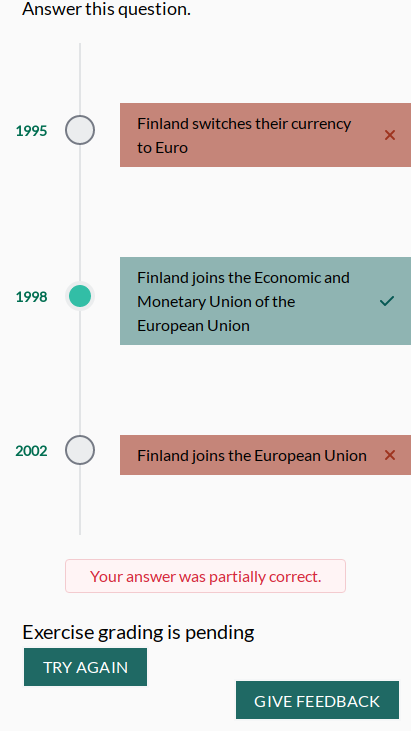 Answer this question.
1995
Finland switches their currency
to Euro
1998
Finland joins the Economic and
Monetary Union of the
European Union
2002
Finland joins the European Union
Your answer was partially correct.
Exercise grading is pending
TRY AGAIN
GIVE FEEDBACK